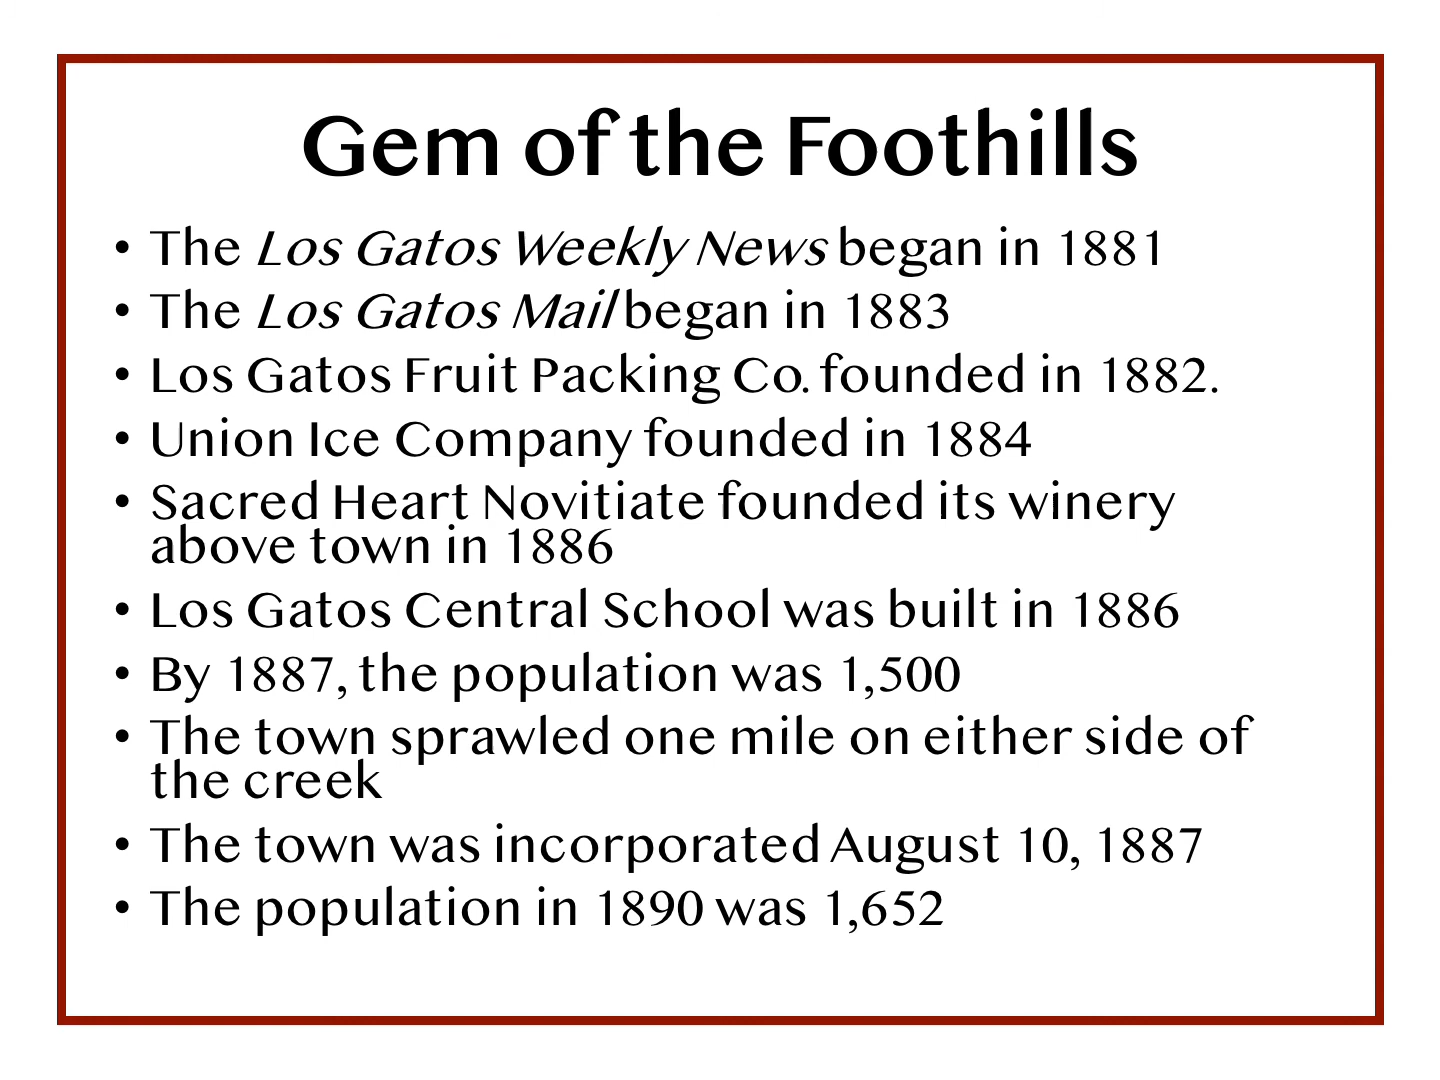 Gem of the Foothills
• The Los Gatos Weekly News began in 1881
• The Los Gatos Mail began in 1883
• Los Gatos Fruit Packing Co. founded in 1882.
• Union Ice Company founded in 1884
• Sacred Heart Novitiate founded its winery
above town in 1886
• Los Gatos Central School was built in 1886
• By 1887, the population was 1,500
• The town sprawled one mile on either side of
the creek
• The town was incorporated August 10, 1887
• The population in 1890 was 1,652